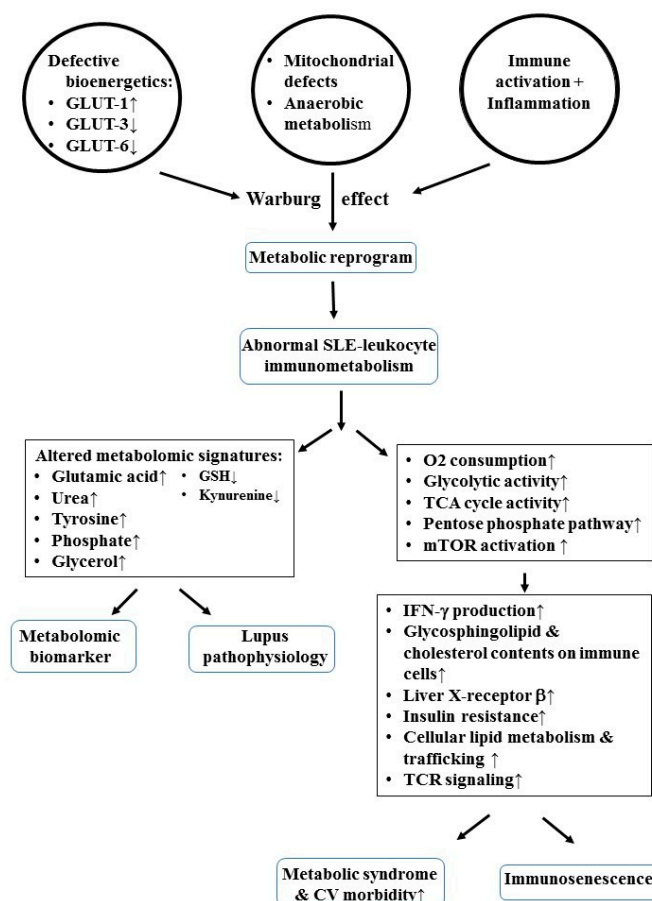 Defective
bioenergetics:
• GLUT-1↑
• GLUT-3↓
• GLUT-6↓
• Mitochondrial
defects
• Anaerobic
metabolism
Immune
activation +
Inflammation
Warburg effect
Metabolic reprogram
Abnormal SLE-leukocyte
immunometabolism
Altered metabolomic signatures:
• Glutamic acid↑
• Urea↑
• Tyrosine↑
• Phosphate↑
• Glycerol↑
• GSH↓
• Kynurenine↓
• O2 consumption↑
• Glycolytic activity↑
• TCA cycle activity↑
• Pentose phosphate pathway↑
• mTOR activation ↑
Metabolomic
biomarker
Lupus
pathophysiology
• IFN-γ production↑
• Glycosphingolipid &
cholesterol contents on immune
cells↑
• Liver X-receptor β↑
• Insulin resistance↑
• Cellular lipid metabolism &
trafficking ↑
• TCR signaling↑
Metabolic syndrome
& CV morbidity↑
Immunosenescence